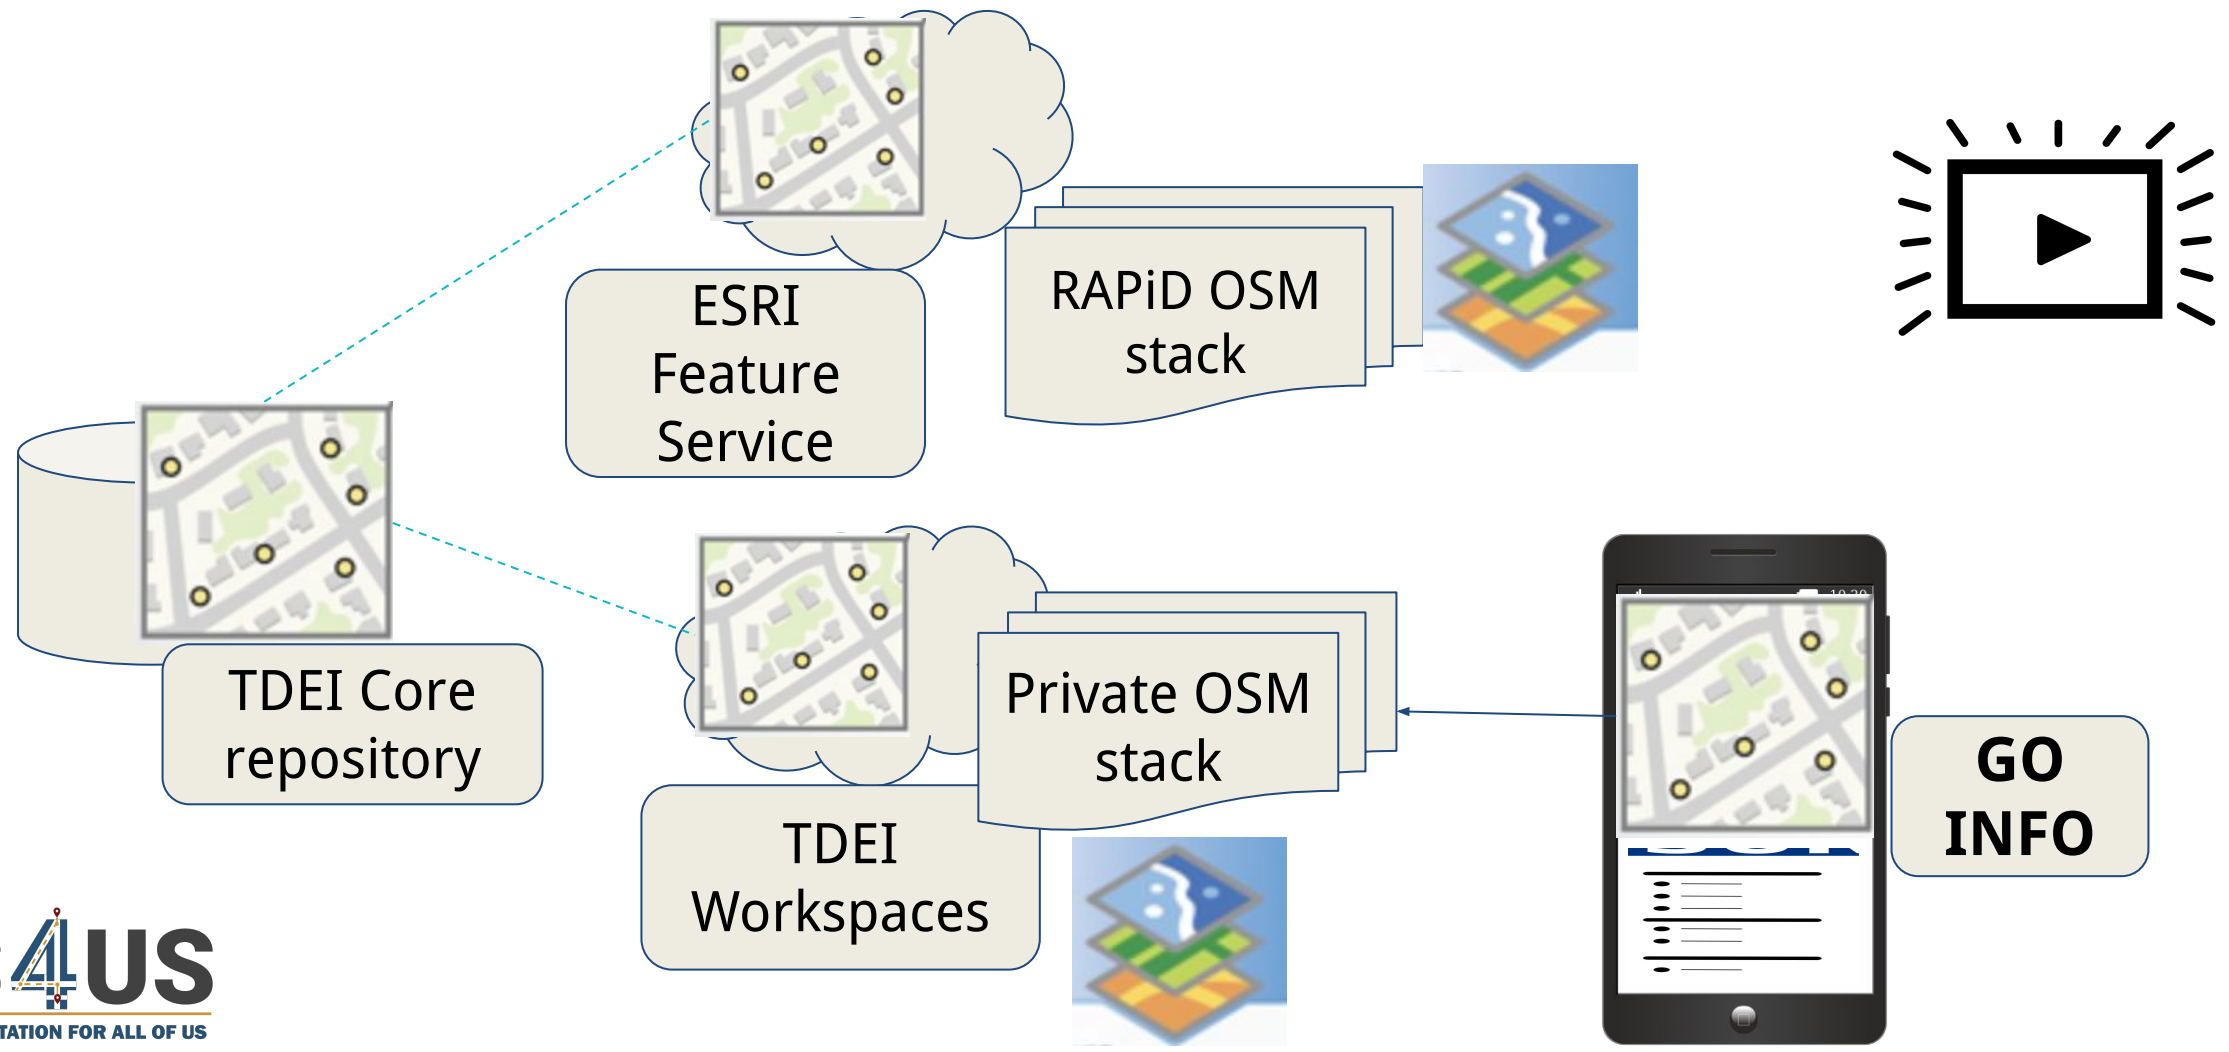 ESRI
Feature
Service
RAPiD OSM
stack
TDEI Core
repository
Private OSM
stack
TDEI
Workspaces
GO
INFO
4US
FOR ALL OF US